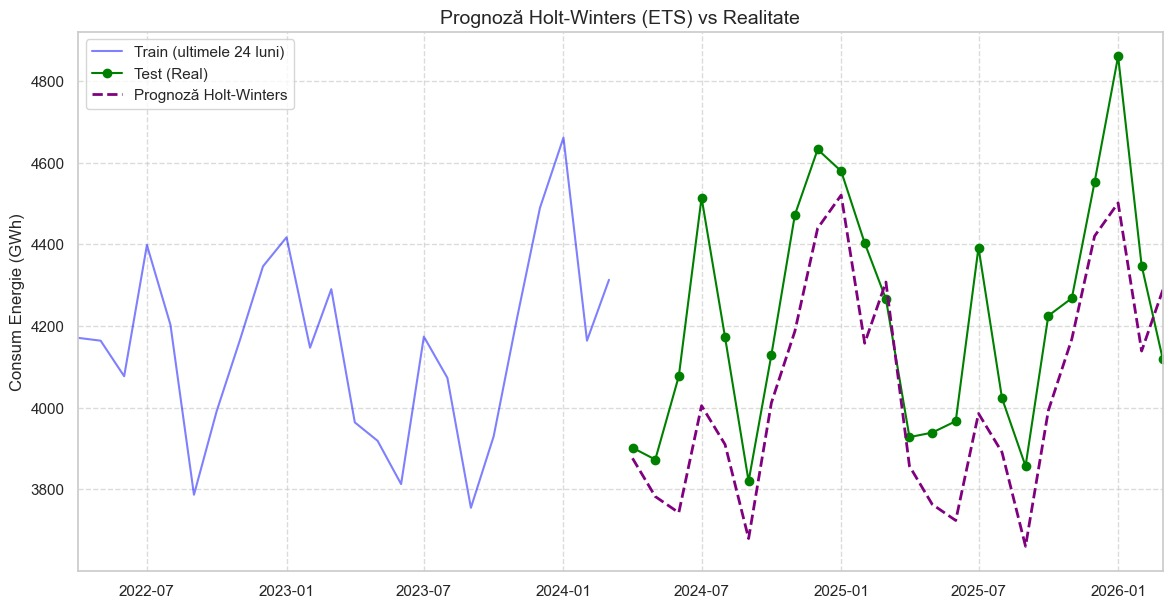 Prognoză Holt-Winters (ETS) vs Realitate
Train (ultimele 24 luni)
Test (Real)
Prognoză Holt-Winters
Consum Energie (GWh)
4800
4600
4400
4200
4000
3800
2022-07
2023-01
2023-07
2024-01
2024-07
2025-01
2025-07
2026-01